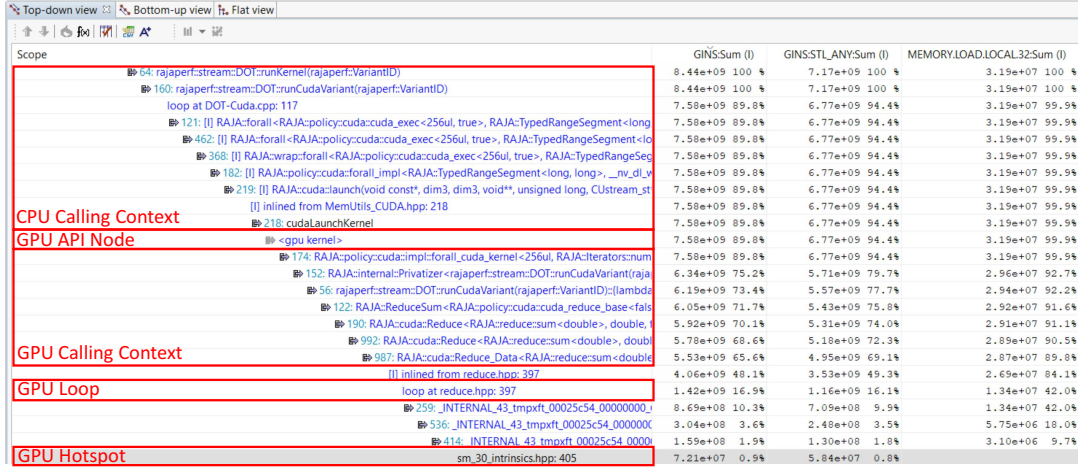 Top-down view Bottom-up view Flat view
Scope GINS:Sum (I) GINS:STL_ANY:Sum (I) MEMORY.LOAD.LOCAL.32:Sum (I)
64: rajaperf::stream::DOT::runKernel(rajaperf::VariantID) 8.44e+09 100 % 7.17e+09 100 % 3.19e+07 100 %
160: rajaperf::stream::DOT::runCudaVariant(rajaperf::VariantID) 8.44e+09 100 % 7.17e+09 100 % 3.19e+07 100 %
loop at DOT-Cuda.cpp: 117 7.58e+09 89.8% 6.77e+09 94.4% 3.19e+07 99.9%
121: [I] RAJA::forall<RAJA::policy::cuda::cuda_exec<256ul, true>, RAJA::TypedRangeSegment<long 7.58e+09 89.8% 6.77e+09 94.4% 3.19e+07 99.9%
462: [I] RAJA::forall<RAJA::policy::cuda::cuda_exec<256ul, true>, RAJA::TypedRangeSegment<lo 7.58e+09 89.8% 6.77e+09 94.4% 3.19e+07 99.9%
368: [I] RAJA::wrap::forall<RAJA::policy::cuda::cuda_exec<256ul, true>, RAJA::TypedRangeSeg 7.58e+09 89.8% 6.77e+09 94.4% 3.19e+07 99.9%
182: [I] RAJA::policy::cuda::forall_impl<RAJA::TypedRangeSegment<long, long>, __nv_dl_w 7.58e+09 89.8% 6.77e+09 94.4% 3.19e+07 99.9%
219: [I] RAJA::cuda::launch(void const*, dim3, dim3, void**, unsigned long, CUstream_st 7.58e+09 89.8% 6.77e+09 94.4% 3.19e+07 99.9%
[I] inlined from MemUtils_CUDA.hpp: 218 7.58e+09 89.8% 6.77e+09 94.4% 3.19e+07 99.9%
CPU Calling Context 218: cudaLaunchKernel 7.58e+09 89.8% 6.77e+09 94.4% 3.19e+07 99.9%
GPU API Node <gpu kernel> 7.58e+09 89.8% 6.77e+09 94.4% 3.19e+07 99.9%
174: RAJA::policy::cuda::impl::forall_cuda_kernel<256ul, RAJA::Iterators::num 7.58e+09 89.8% 6.77e+09 94.4% 3.19e+07 99.9%
152: RAJA::internal::Privatizer<rajaperf::stream::DOT::runCudaVariant(raja 6.34e+09 75.2% 5.71e+09 79.7% 2.96e+07 92.7%
56: rajaperf::stream::DOT::runCudaVariant(rajaperf::VariantID)::{lambda 6.19e+09 73.4% 5.57e+09 77.7% 2.94e+07 92.2%
122: RAJA::ReduceSum<RAJA::policy::cuda::cuda_reduce_base<fals 6.05e+09 71.7% 5.43e+09 75.8% 2.92e+07 91.6%
190: RAJA::cuda::Reduce<RAJA::reduce::sum<double>, double, 5.92e+09 70.1% 5.31e+09 74.0% 2.91e+07 91.1%
992: RAJA::cuda::Reduce<RAJA::reduce::sum<double>, doubl 5.78e+09 68.6% 5.18e+09 72.3% 2.89e+07 90.5%
GPU Calling Context 987: RAJA::cuda::Reduce_Data<RAJA::reduce::sum<double 5.53e+09 65.6% 4.95e+09 69.1% 2.87e+07 89.8%
[I] inlined from reduce.hpp: 397 4.06e+09 48.1% 3.53e+09 49.3% 2.69e+07 84.1%
GPU Loop loop at reduce.hpp: 397 1.42e+09 16.9% 1.16e+09 16.1% 1.34e+07 42.0%
259: _INTERNAL_43_tmpxft_00025c54_00000000_ 8.69e+08 10.3% 7.09e+08 9.9% 1.34e+07 42.0%
536: _INTERNAL_43_tmpxft_00025c54_0000000 3.04e+08 3.6% 2.48e+08 3.5% 5.75e+06 18.0%
414: _INTERNAL_43_tmpxft_00025c54_0000 1.59e+08 1.9% 1.30e+08 1.8% 3.10e+06 9.7%
GPU Hotspot sm_30_intrinsics.hpp: 405 7.21e+07 0.9% 5.84e+07 0.8%